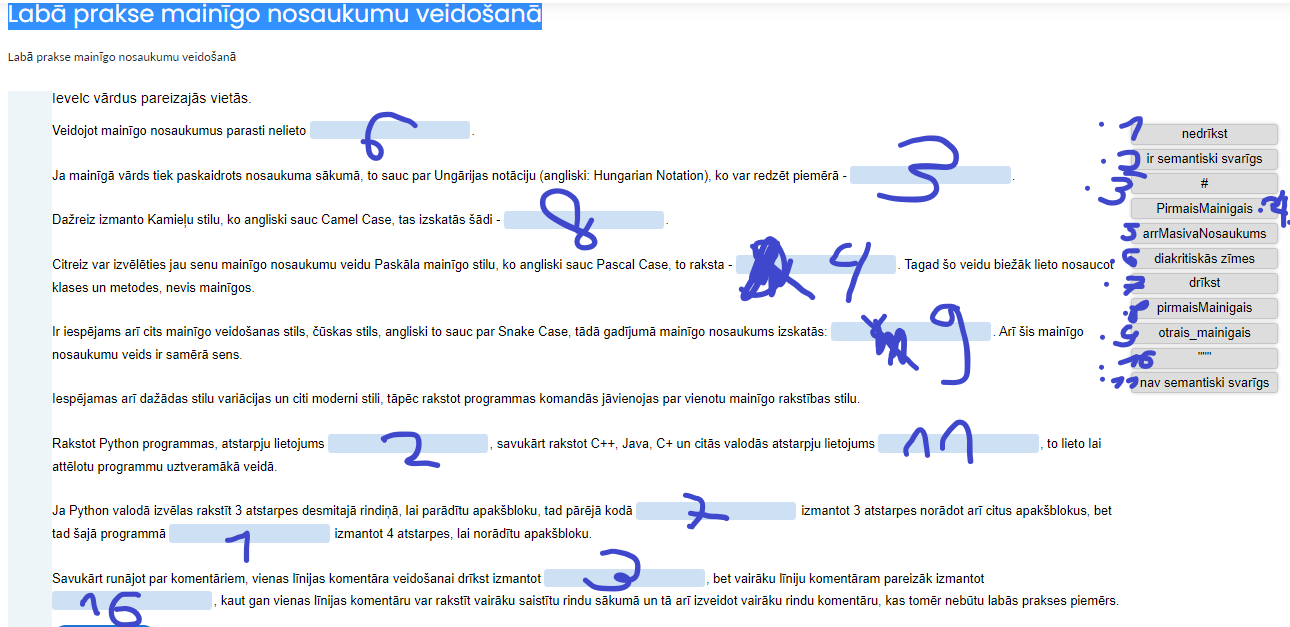 Labā prakse mainīgo nosaukumu veidošanā
Labā prakse mainīgo nosaukumu veidošanā
Ievelc vārdus pareizajās vietās.
Veidojot mainīgo nosaukumus parasti nelieto 6 .
Ja mainīgā vārds tiek paskaidrots nosaukuma sākumā, to sauc par Ungārijas notāciju (angliski: Hungarian Notation), ko var redzēt piemērā - 3 .
Dažreiz izmanto Kamieļu stilu, ko angliski sauc Camel Case, tas izskatās šādi - 8 .
Citreiz var izvēlēties jau senu mainīgo nosaukumu veidu Paskāla mainīgo stilu, ko angliski sauc Pascal Case, to raksta - 4 . Tagad šo veidu biežāk lieto nosaucot
klases un metodes, nevis mainīgos.
Ir iespējams arī cits mainīgo veidošanas stils, čūskas stils, angliski to sauc par Snake Case, tādā gadījumā mainīgo nosaukums izskatās: 9 . Arī šis mainīgo
nosaukumu veids ir samērā sens.
Iespējamas arī dažādas stilu variācijas un citi moderni stili, tāpēc rakstot programmas komandās jāvienojas par vienotu mainīgo rakstības stilu.
Rakstot Python programmas, atstarpju lietojums 2 , savukārt rakstot C++, Java, C+ un citās valodās atstarpju lietojums 11 , to lieto lai
attēlotu programmu uztveramākā veidā.
Ja Python valodā izvēlas rakstīt 3 atstarpes desmitajā rindiņā, lai parādītu apakšbloku, tad pārējā kodā 7 izmantot 3 atstarpes norādot arī citus apakšblokus, bet
tad šajā programmā 1 izmantot 4 atstarpes, lai norādītu apakšbloku.
Savukārt runājot par komentāriem, vienas līnijas komentāra veidošanai drīkst izmantot 3 , bet vairāku līniju komentāram pareizāk izmantot
10 , kaut gan vienas līnijas komentāru var rakstīt vairāku saistītu rindu sākumā un tā arī izveidot vairāku rindu komentāru, kas tomēr nebūtu labās prakses piemērs.
1 nedrīkst
2 ir semantiski svarīgs
3 #
PirmaisMainigais 4
5 arrMasivaNosaukums
6 diakritiskās zīmes
7 drīkst
8 pirmaisMainigais
9 otrais_mainigais
10 """"
11 nav semantiski svarīgs